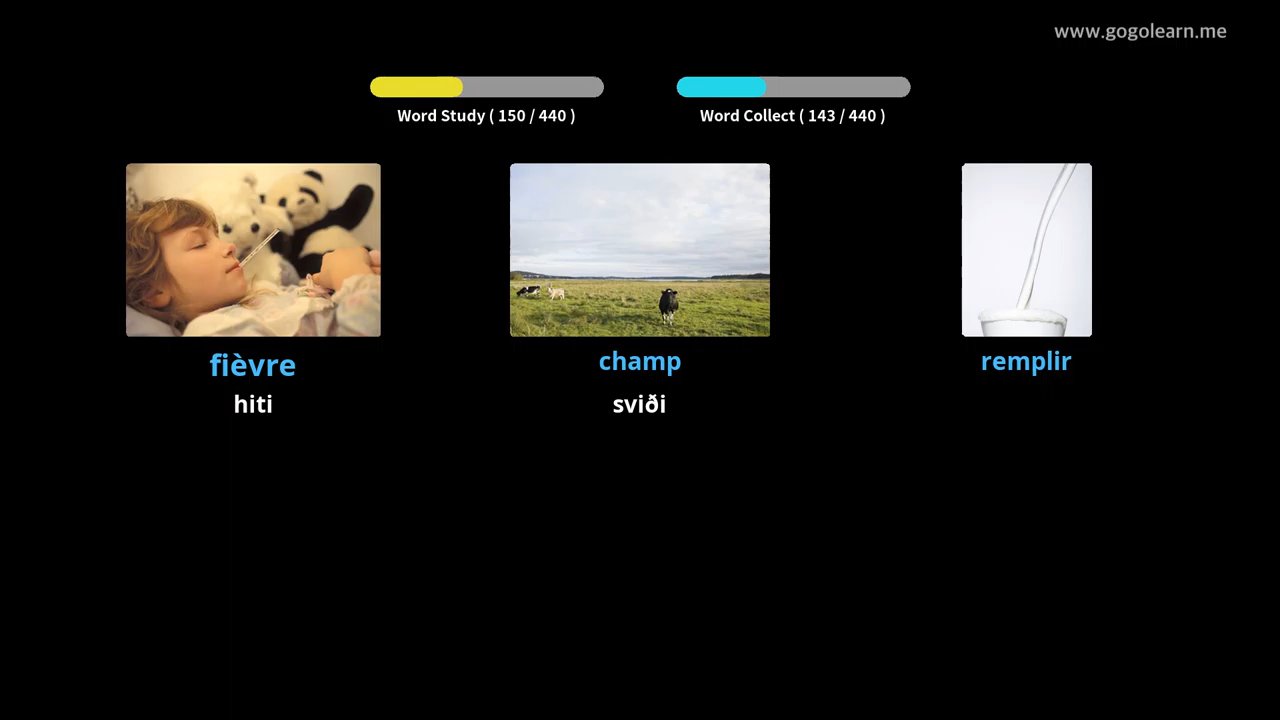 www.gogolearn.me
Word Study ( 150 / 440 )
Word Collect ( 143 / 440 )
fièvre
champ
remplir
hiti
sviði